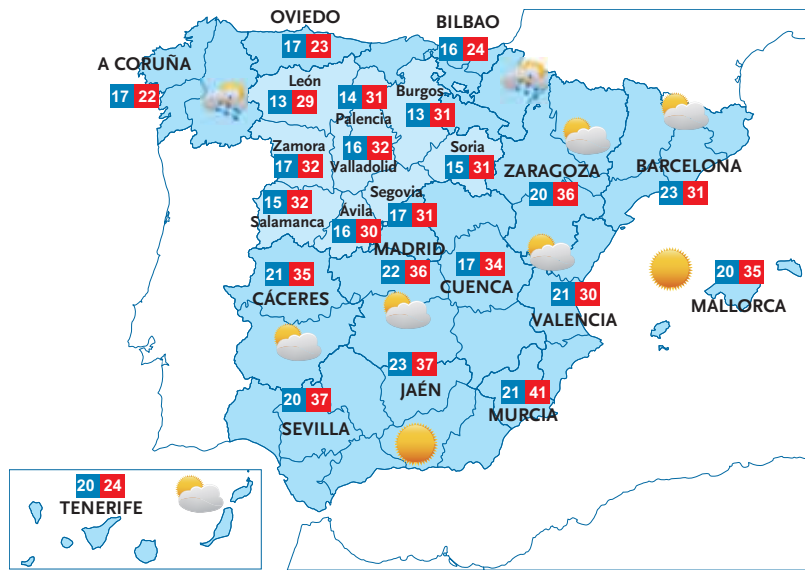 OVIEDO
17 23
BILBAO
16 24
A CORUÑA
17 22
León
13 29
14 31
Palencia
Burgos
13 31
Zamora
17 32
16 32
Valladolid
Soria
15 31
ZARAGOZA
20 36
BARCELONA
23 31
15 32
Salamanca
Segovia
17 31
Ávila
16 30
MADRID
22 36
17 34
CUENCA
21 35
CÁCERES
21 30
VALENCIA
20 35
MALLORCA
23 37
JAÉN
20 37
SEVILLA
21 41
MURCIA
20 24
TENERIFE